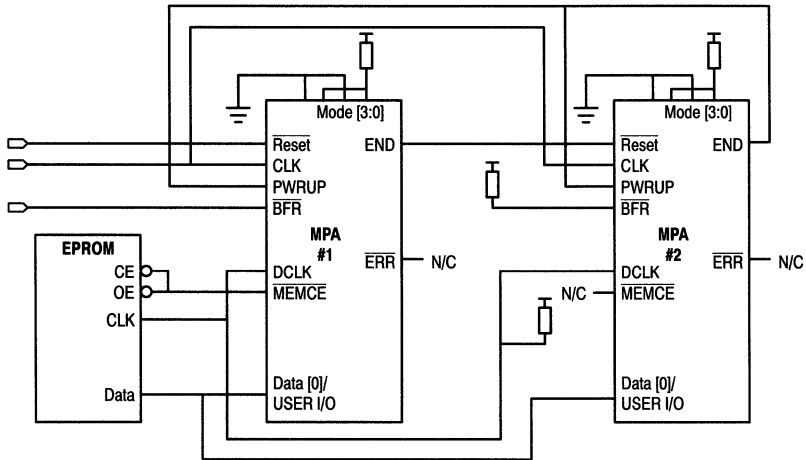 Mode [3:0]
Reset
CLK
PWRUP
BFR
END
MPA
#1
ERR
N/C
DCLK
MEMCE
Data [0]/
USER I/O
EPROM
CE
OE
CLK
Data
Mode [3:0]
Reset
CLK
PWRUP
BFR
END
MPA
#2
ERR
N/C
DCLK
N/C
MEMCE
Data [0]/
USER I/O